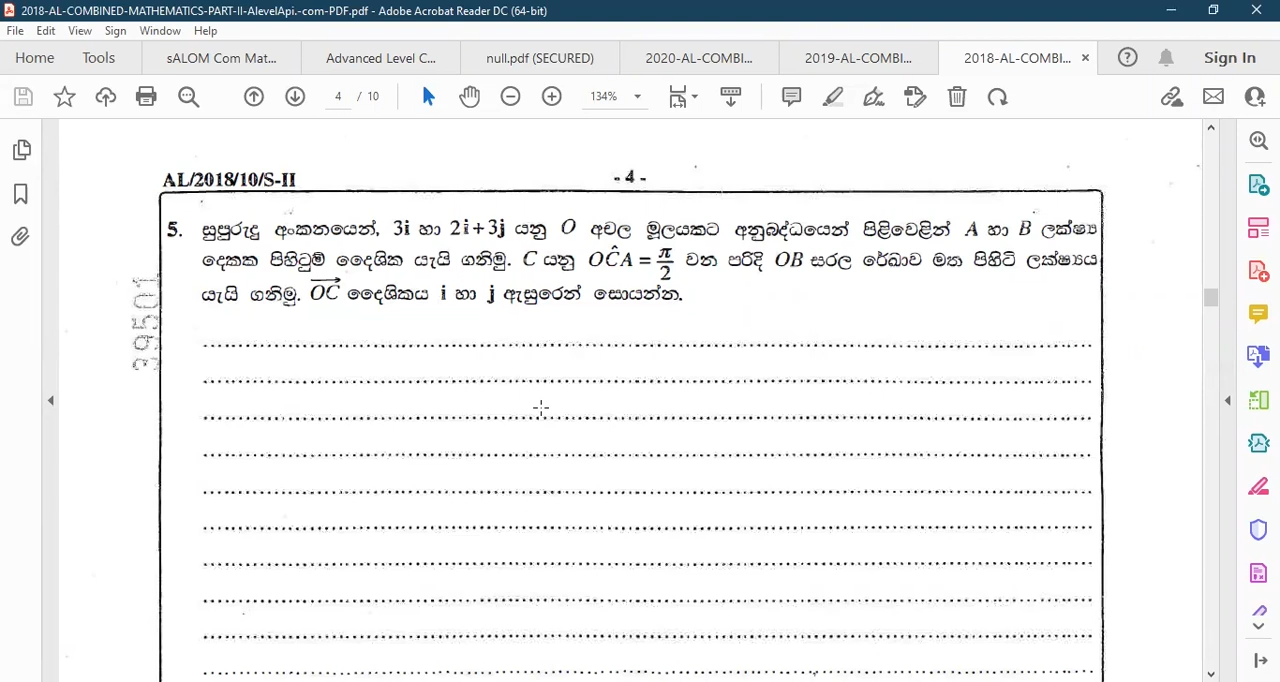 2018-AL-COMBINED-MATHEMATICS-PART-II-AlevelApi.-com-PDF.pdf - Adobe Acrobat Reader DC (64-bit)
File Edit View Sign Window Help
Home Tools sALOM Com Mat... Advanced Level C... null.pdf (SECURED) 2020-AL-COMBI... 2019-AL-COMBI... 2018-AL-COMBI... × Sign In
4 / 10 134%
AL/2018/10/S-II - 4 -
5. සුපුරුදු අංකනයෙන්, 3i හා 2i+3j යනු O අචල මූලයකට අනුබද්ධයෙන් පිළිවෙළින් A හා B ලක්ෂ්‍ය
දෙකක පිහිටුම් දෛශික යැයි ගනිමු. C යනු OĈA = π/2 වන පරිදි OB සරල රේඛාව මත පිහිටි ලක්ෂ්‍යය
යැයි ගනිමු. →OC දෛශිකය i හා j ඇසුරෙන් සොයන්න.
39501